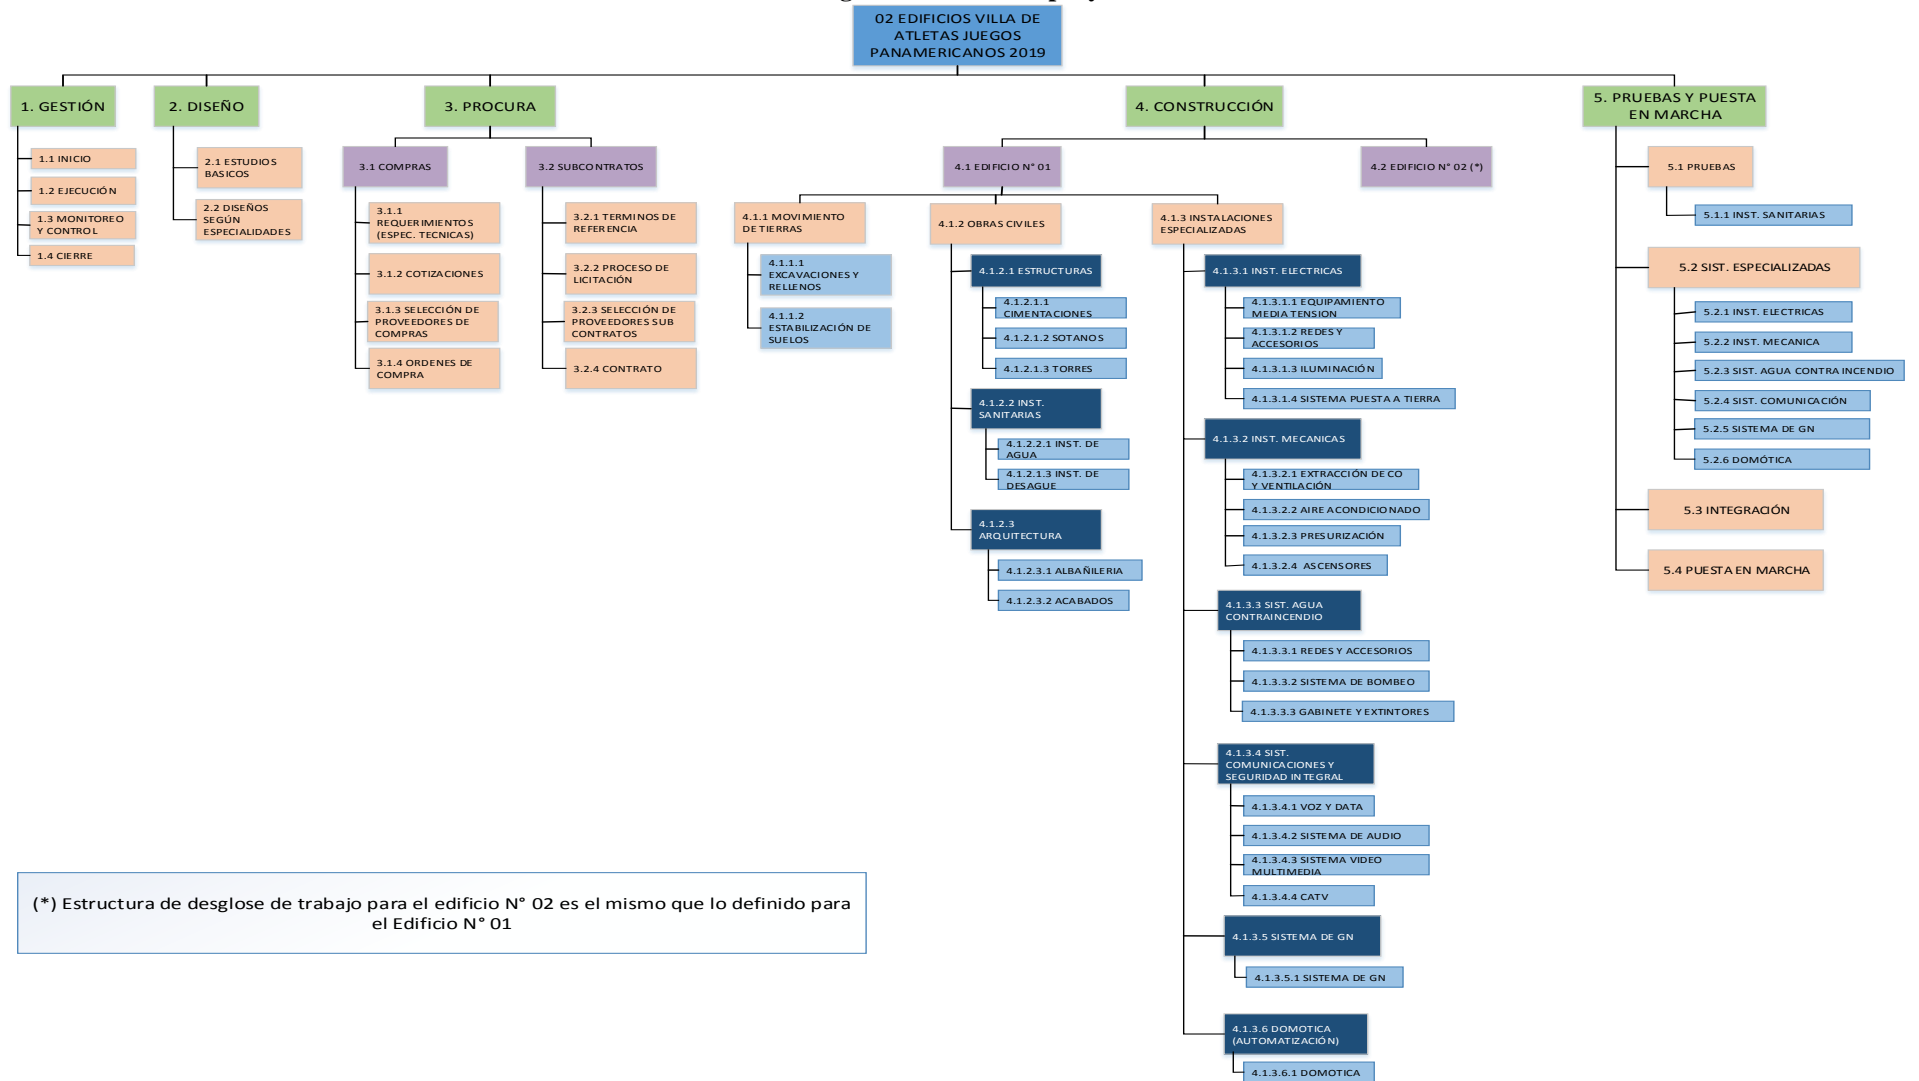 02 EDIFICIOS VILLA DE
ATLETAS JUEGOS
PANAMERICANOS 2019
1. GESTIÓN
1.1 INICIO
1.2 EJECUCIÓN
1.3 MONITOREO
Y CONTROL
1.4 CIERRE
2. DISEÑO
2.1 ESTUDIOS
BASICOS
2.2 DISEÑOS
SEGÚN
ESPECIALIDADES
3. PROCURA
3.1 COMPRAS
3.1.1
REQUERIMIENTOS
(ESPEC. TECNICAS)
3.1.2 COTIZACIONES
3.1.3 SELECCIÓN DE
PROVEEDORES DE
COMPRAS
3.1.4 ORDENES DE
COMPRA
3.2 SUBCONTRATOS
3.2.1 TERMINOS DE
REFERENCIA
3.2.2 PROCESO DE
LICITACIÓN
3.2.3 SELECCIÓN DE
PROVEEDORES SUB
CONTRATOS
3.2.4 CONTRATO
4. CONSTRUCCIÓN
4.1 EDIFICIO N° 01
4.1.1 MOVIMIENTO
DE TIERRAS
4.1.1.1
EXCAVACIONES Y
RELLENOS
4.1.1.2
ESTABILIZACIÓN DE
SUELOS
4.1.2 OBRAS CIVILES
4.1.2.1 ESTRUCTURAS
4.1.2.1.1
CIMENTACIONES
4.1.2.1.2 SOTANOS
4.1.2.1.3 TORRES
4.1.2.2 INST.
SANITARIAS
4.1.2.2.1 INST. DE
AGUA
4.1.2.1.3 INST. DE
DESAGUE
4.1.2.3
ARQUITECTURA
4.1.2.3.1 ALBAÑILERIA
4.1.2.3.2 ACABADOS
4.1.3 INSTALACIONES
ESPECIALIZADAS
4.1.3.1 INST. ELECTRICAS
4.1.3.1.1 EQUIPAMIENTO
MEDIA TENSION
4.1.3.1.2 REDES Y
ACCESORIOS
4.1.3.1.3 ILUMINACIÓN
4.1.3.1.4 SISTEMA PUESTA A TIERRA
4.1.3.2 INST. MECANICAS
4.1.3.2.1 EXTRACCIÓN DE CO
Y VENTILACIÓN
4.1.3.2.2 AIRE ACONDICIONADO
4.1.3.2.3 PRESURIZACIÓN
4.1.3.2.4 ASCENSORES
4.1.3.3 SIST. AGUA
CONTRAINCENDIO
4.1.3.3.1 REDES Y ACCESORIOS
4.1.3.3.2 SISTEMA DE BOMBEO
4.1.3.3.3 GABINETE Y EXTINTORES
4.1.3.4 SIST.
COMUNICACIONES Y
SEGURIDAD INTEGRAL
4.1.3.4.1 VOZ Y DATA
4.1.3.4.2 SISTEMA DE AUDIO
4.1.3.4.3 SISTEMA VIDEO
MULTIMEDIA
4.1.3.4.4 CATV
4.1.3.5 SISTEMA DE GN
4.1.3.5.1 SISTEMA DE GN
4.1.3.6 DOMOTICA
(AUTOMATIZACIÓN)
4.1.3.6.1 DOMOTICA
4.2 EDIFICIO N° 02 (*)
5. PRUEBAS Y PUESTA
EN MARCHA
5.1 PRUEBAS
5.1.1 INST. SANITARIAS
5.2 SIST. ESPECIALIZADAS
5.2.1 INST. ELECTRICAS
5.2.2 INST. MECANICA
5.2.3 SIST. AGUA CONTRA INCENDIO
5.2.4 SIST. COMUNICACIÓN
5.2.5 SISTEMA DE GN
5.2.6 DOMÓTICA
5.3 INTEGRACIÓN
5.4 PUESTA EN MARCHA
(*) Estructura de desglose de trabajo para el edificio N° 02 es el mismo que lo definido para
el Edificio N° 01